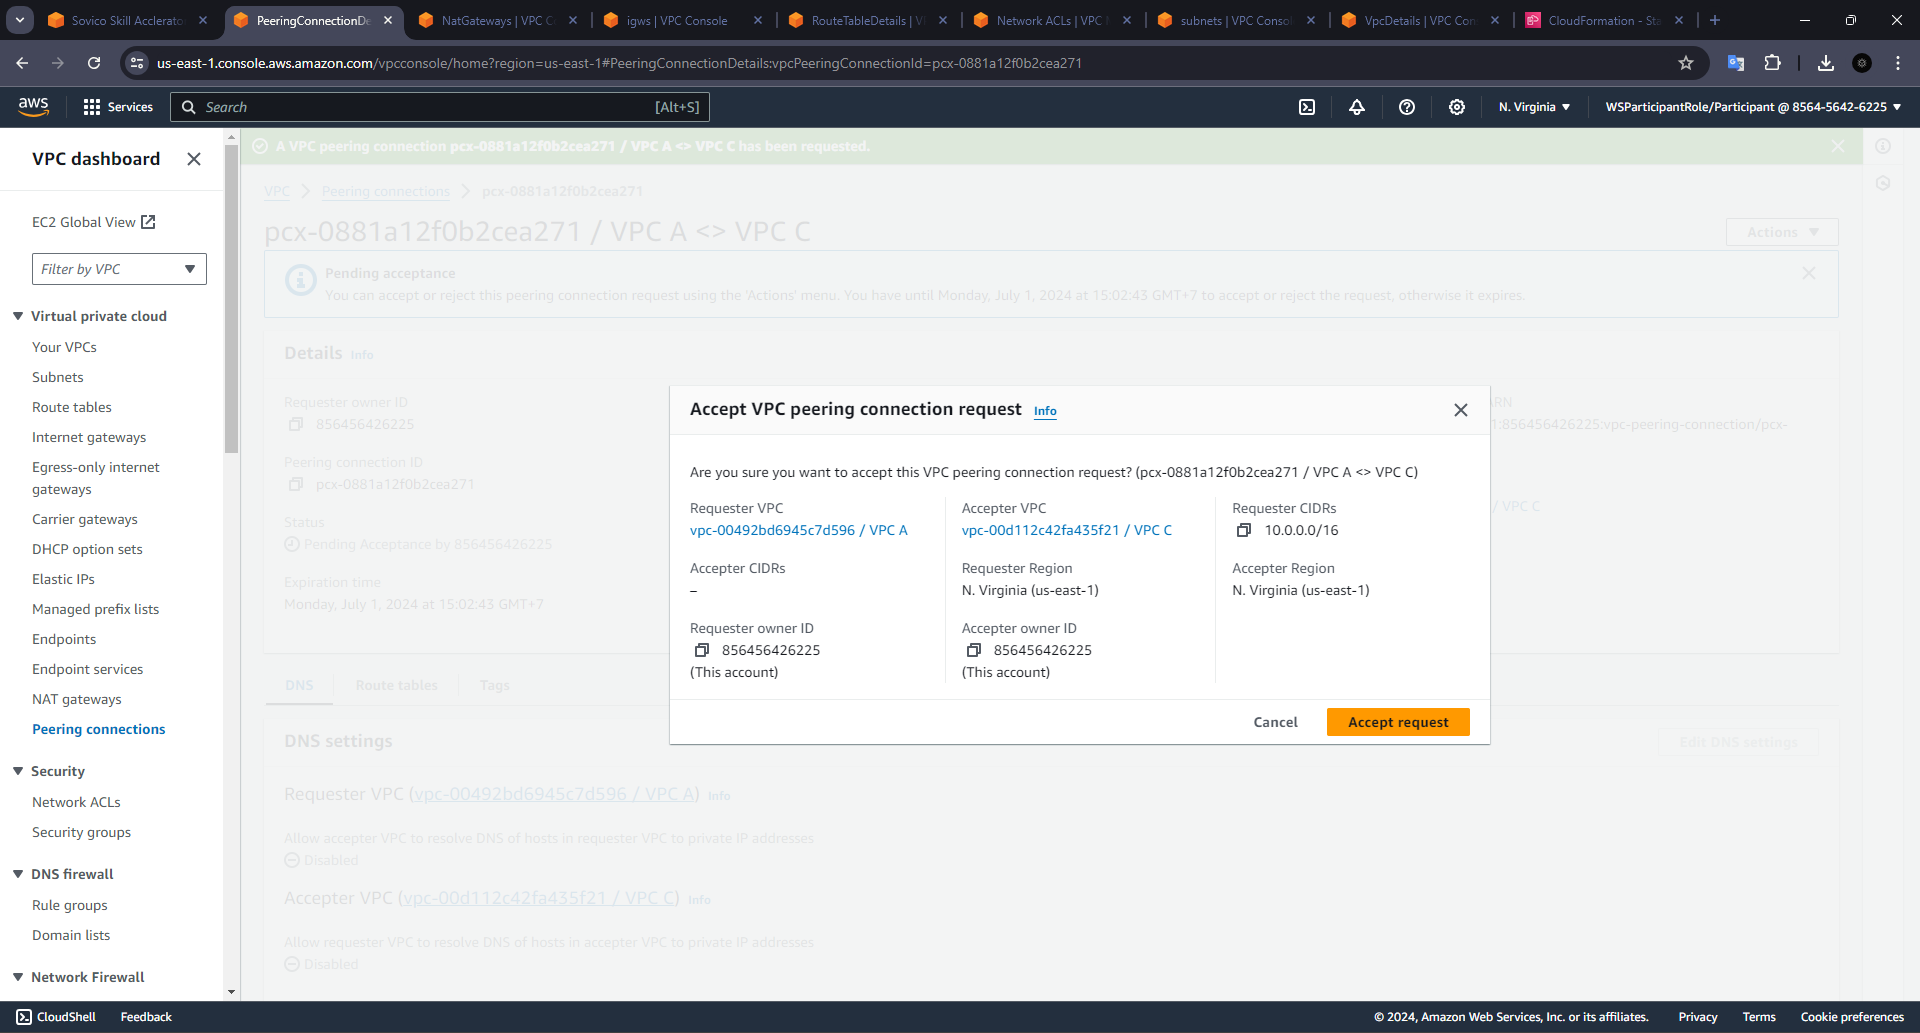 Sovico Skill Acclerato
PeeringConnectionDe
NatGateways | VPC Co
igws | VPC Console
RouteTableDetails | VP
Network ACLs | VPC M
subnets | VPC Consol
VpcDetails | VPC Cons
CloudFormation - Sta
us-east-1.console.aws.amazon.com/vpcconsole/home?region=us-east-1#PeeringConnectionDetails:vpcPeeringConnectionId=pcx-0881a12f0b2cea271
aws
Services
Search
[Alt+S]
N. Virginia
WSParticipantRole/Participant @ 8564-5642-6225
VPC dashboard
EC2 Global View
Filter by VPC
Virtual private cloud
Your VPCs
Subnets
Route tables
Internet gateways
Egress-only internet
gateways
Carrier gateways
DHCP option sets
Elastic IPs
Managed prefix lists
Endpoints
Endpoint services
NAT gateways
Peering connections
Security
Network ACLs
Security groups
DNS firewall
Rule groups
Domain lists
Network Firewall
A VPC peering connection pcx-0881a12f0b2cea271 / VPC A <> VPC C has been requested.
VPC
Peering connections
pcx-0881a12f0b2cea271
pcx-0881a12f0b2cea271 / VPC A <> VPC C
Actions
Pending acceptance
You can accept or reject this peering connection request using the 'Actions' menu. You have until Monday, July 1, 2024 at 15:02:43 GMT+7 to accept or reject the request, otherwise it expires.
Details Info
Requester owner ID
856456426225
Peering connection ID
pcx-0881a12f0b2cea271
Status
Pending Acceptance by 856456426225
Expiration time
Monday, July 1, 2024 at 15:02:43 GMT+7
ARN
1:856456426225:vpc-peering-connection/pcx-
/ VPC C
Accept VPC peering connection request Info
Are you sure you want to accept this VPC peering connection request? (pcx-0881a12f0b2cea271 / VPC A <> VPC C)
Requester VPC
vpc-00492bd6945c7d596 / VPC A
Accepter VPC
vpc-00d112c42fa435f21 / VPC C
Requester CIDRs
10.0.0.0/16
Accepter CIDRs
–
Requester Region
N. Virginia (us-east-1)
Accepter Region
N. Virginia (us-east-1)
Requester owner ID
856456426225
(This account)
Accepter owner ID
856456426225
(This account)
Cancel
Accept request
DNS
Route tables
Tags
DNS settings
Edit DNS settings
Requester VPC (vpc-00492bd6945c7d596 / VPC A) Info
Allow accepter VPC to resolve DNS of hosts in requester VPC to private IP addresses
Disabled
Accepter VPC (vpc-00d112c42fa435f21 / VPC C) Info
Allow requester VPC to resolve DNS of hosts in accepter VPC to private IP addresses
Disabled
CloudShell
Feedback
© 2024, Amazon Web Services, Inc. or its affiliates.
Privacy
Terms
Cookie preferences